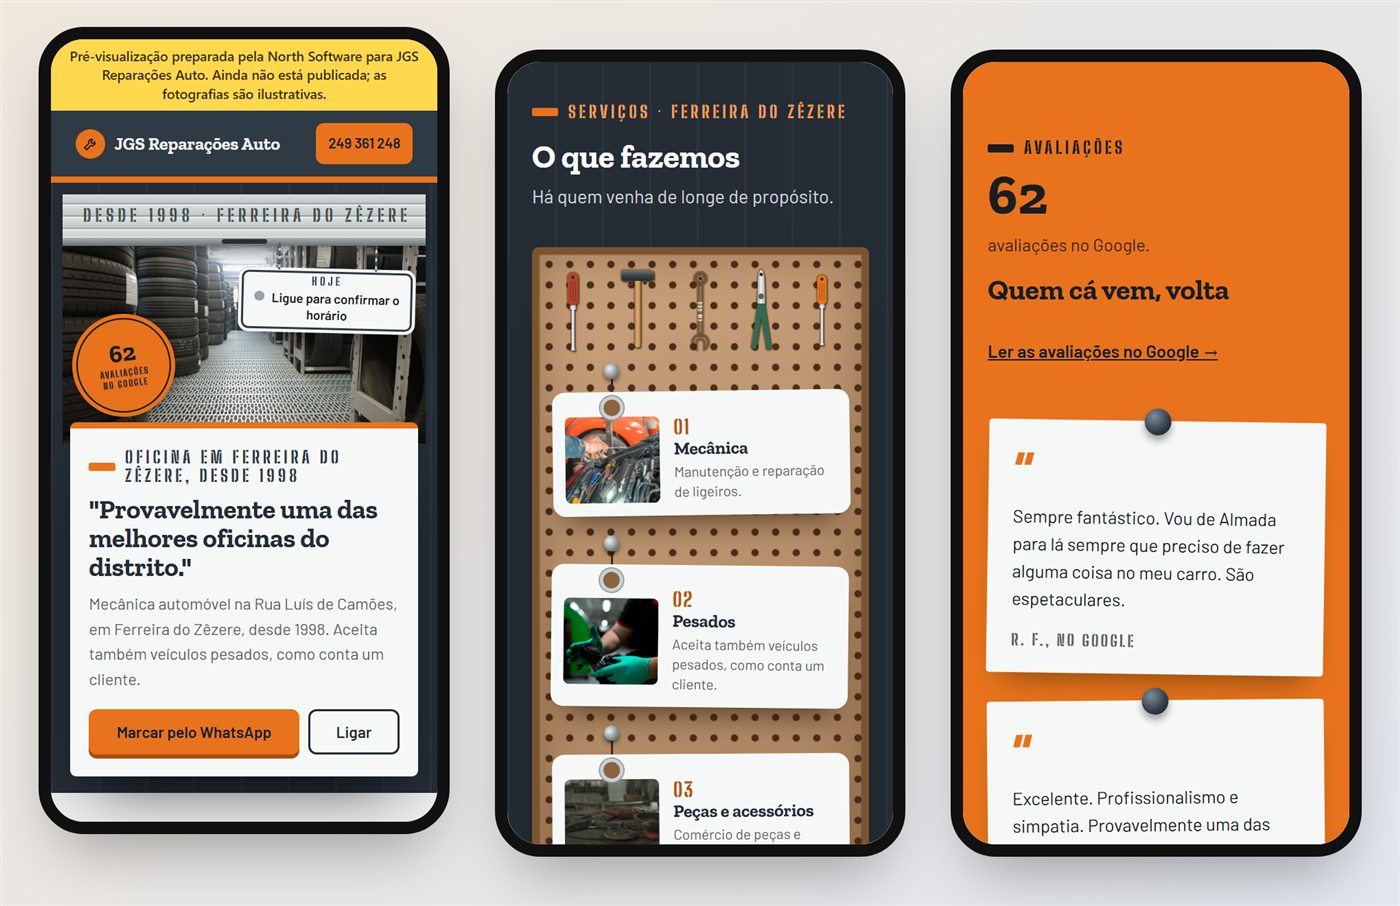 Pré-visualização preparada pela North Software para JGS
Reparações Auto. Ainda não está publicada; as
fotografias são ilustrativas.
JGS Reparações Auto
249 361 248
DESDE 1998 · FERREIRA DO ZÊZERE
HOJE
Ligue para confirmar o
horário
62
AVALIAÇÕES
NO GOOGLE
OFICINA EM FERREIRA DO
ZÊZERE, DESDE 1998
"Provavelmente uma das
melhores oficinas do
distrito."
Mecânica automóvel na Rua Luís de Camões,
em Ferreira do Zêzere, desde 1998. Aceita
também veículos pesados, como conta um
cliente.
Marcar pelo WhatsApp
Ligar
SERVIÇOS · FERREIRA DO ZÊZERE
O que fazemos
Há quem venha de longe de propósito.
01
Mecânica
Manutenção e reparação
de ligeiros.
02
Pesados
Aceita também veículos
pesados, como conta um
cliente.
03
Peças e acessórios
Comércio de peças e
AVALIAÇÕES
62
avaliações no Google.
Quem cá vem, volta
Ler as avaliações no Google →
"
Sempre fantástico. Vou de Almada
para lá sempre que preciso de fazer
alguma coisa no meu carro. São
espetaculares.
R. F., NO GOOGLE
"
Excelente. Profissionalismo e
simpatia. Provavelmente uma das